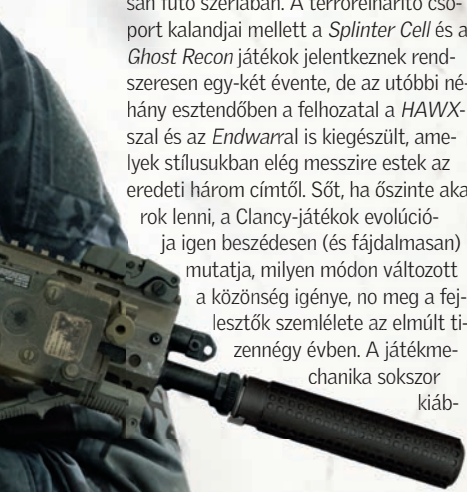 san futó szériában. A terrorelhárító cso-
port kalandjai mellett a Splinter Cell és a
Ghost Recon játékok jelentkeznek rend-
szeresen egy-két évente, de az utóbbi né-
hány esztendőben a felhozatal a HAWX-
szal és az Endwarral is kiegészült, ame-
lyek stílusukban elég messzire estek az
eredeti három címtől. Sőt, ha őszinte aka-
rok lenni, a Clancy-játékok evolúció-
ja igen beszédesen (és fájdalmasan)
mutatja, milyen módon változott
a közönség igénye, no meg a fej-
lesztők szemlélete az elmúlt ti-
zennégy évben. A játékme-
chanika sokszor
kiáb-